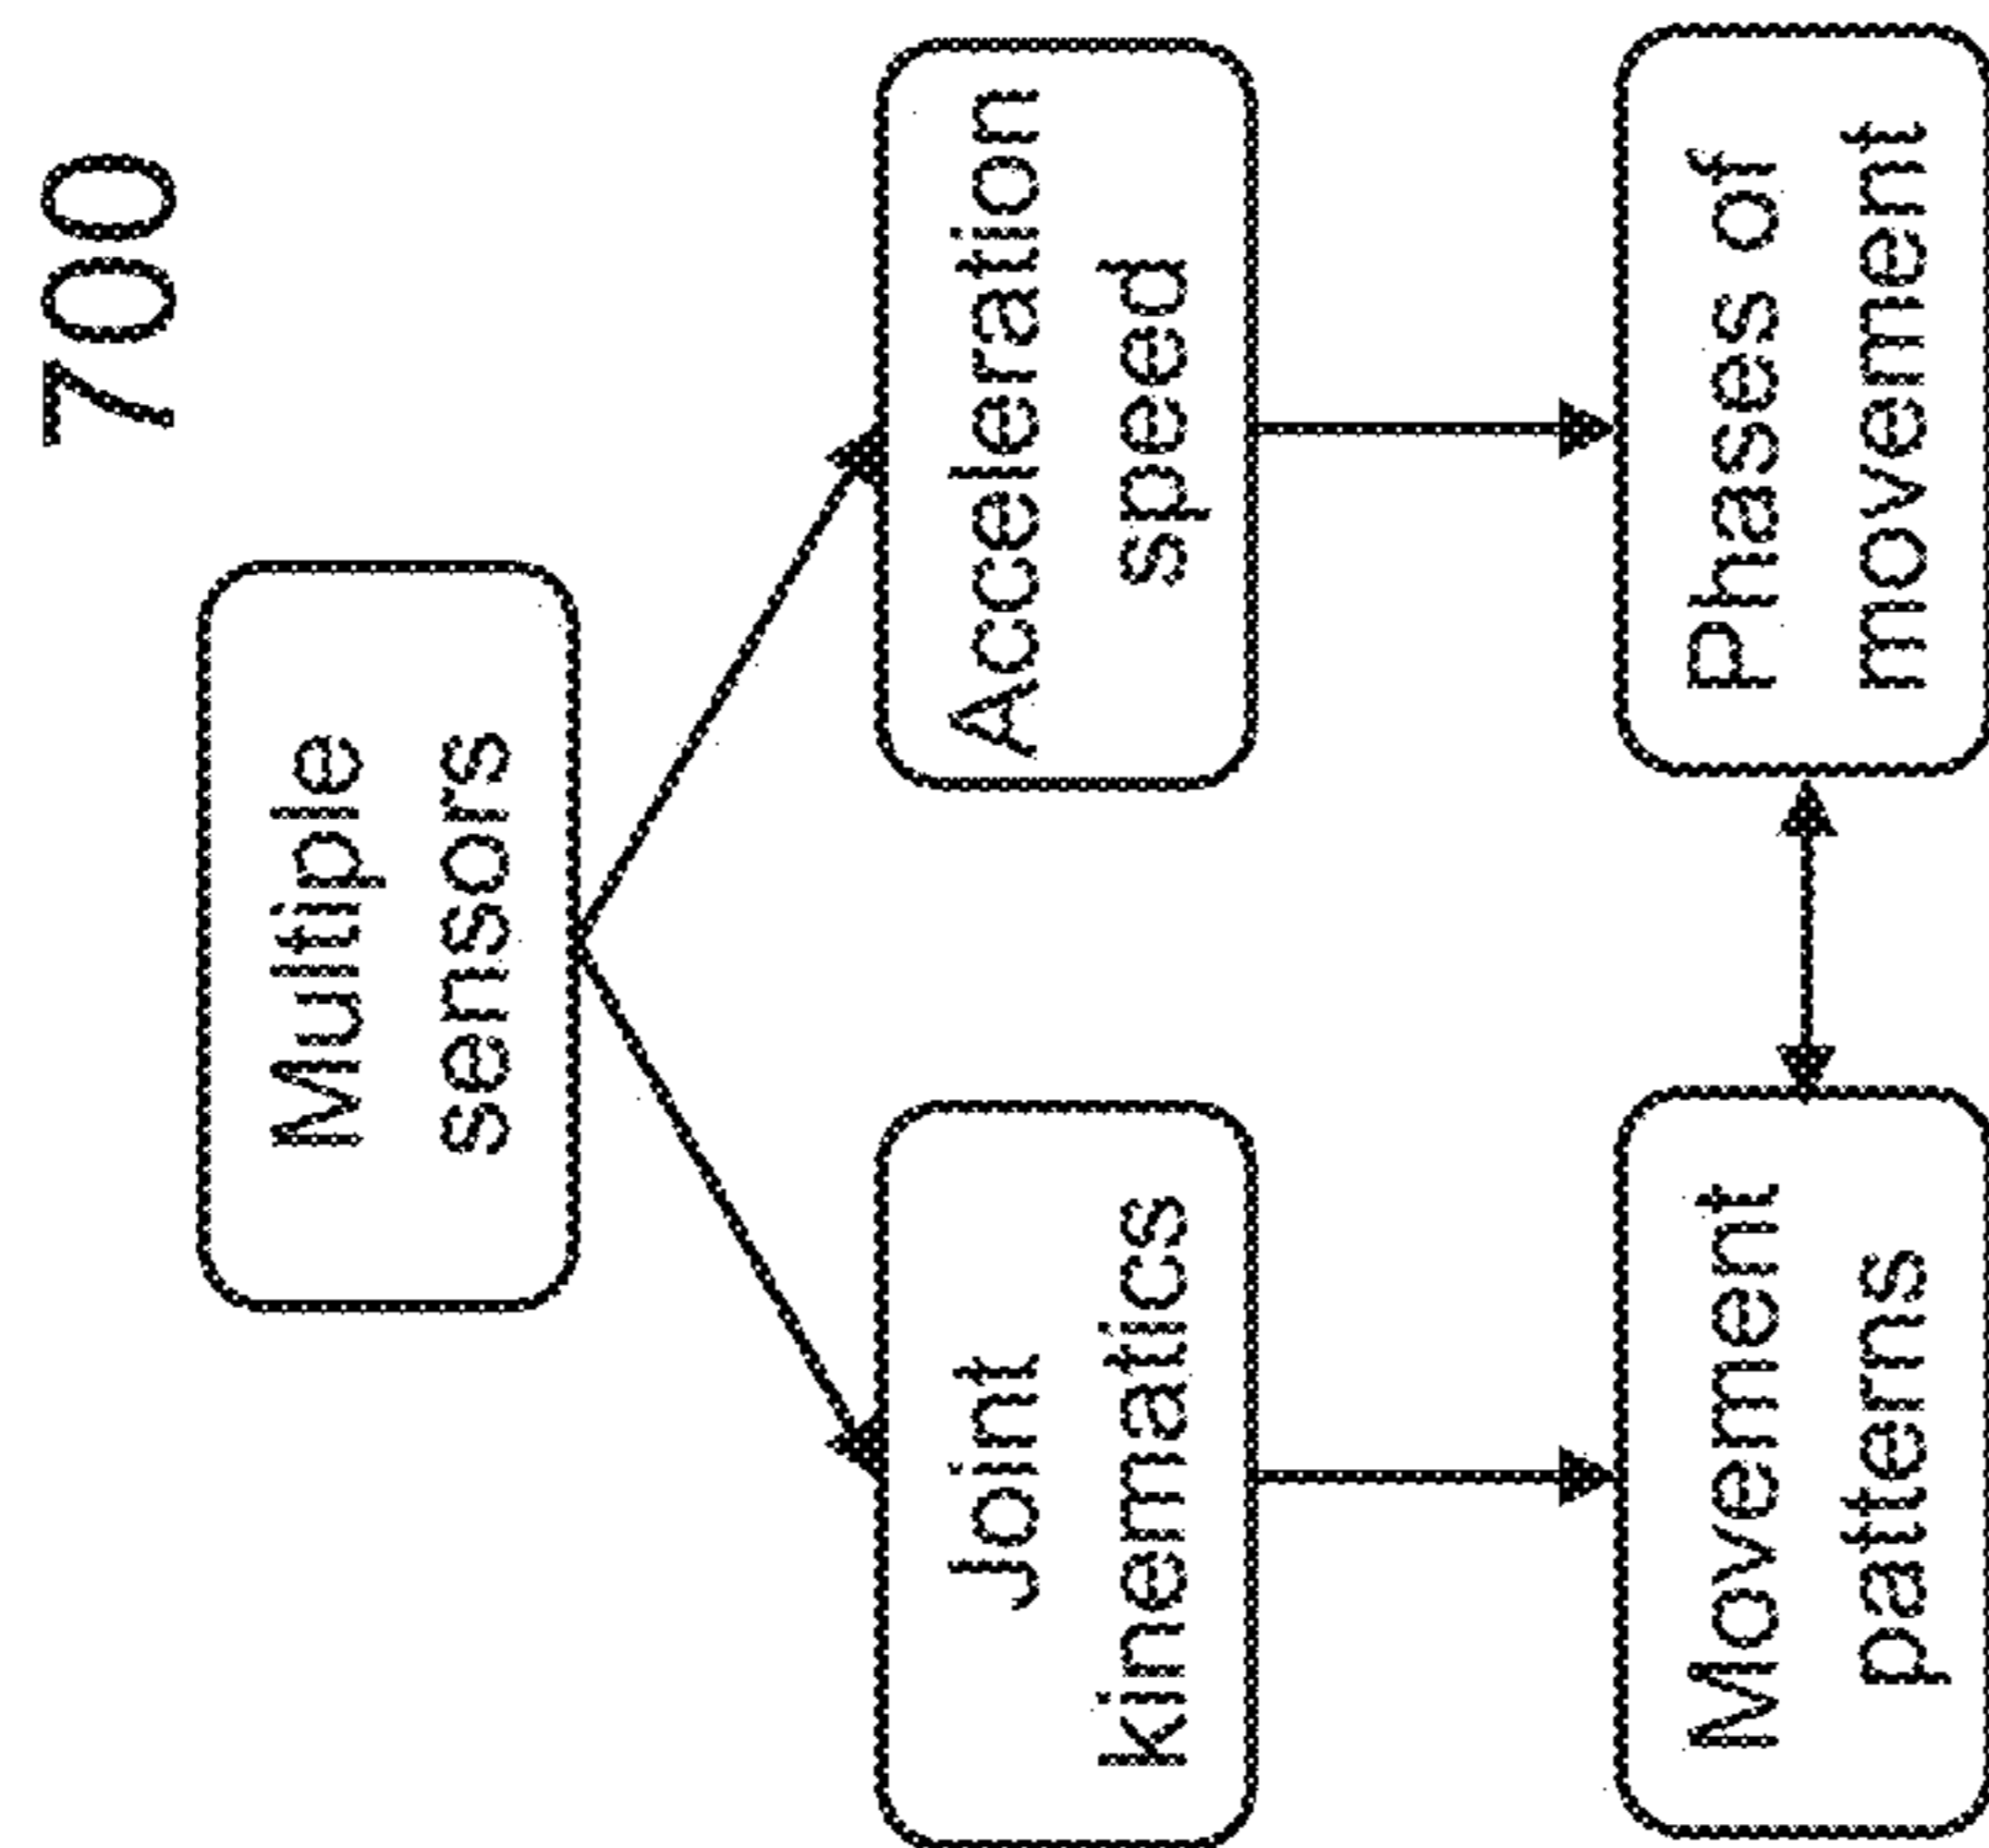 700
Multiple
sensors
Joint
kinematics
Acceleration
speed
Movement
patterns
Phases of
movement